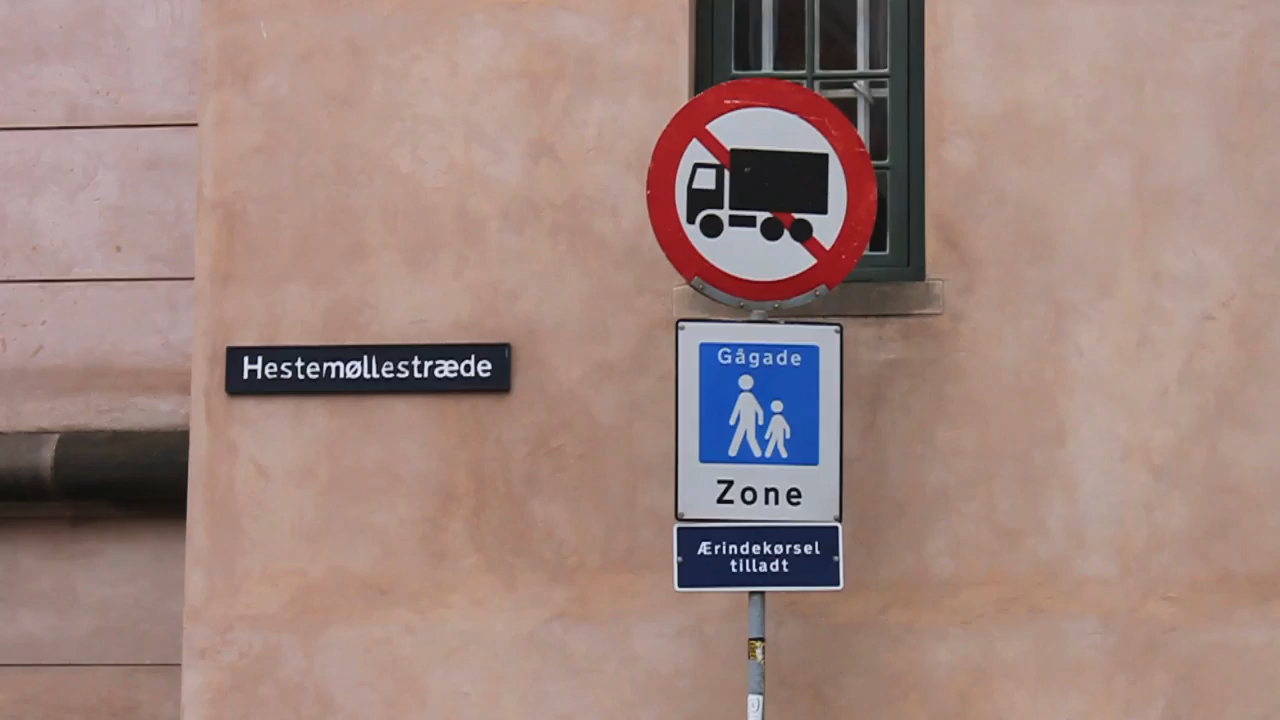 Hestemøllestræde
Gågade
Zone
Ærindekørsel
tilladt